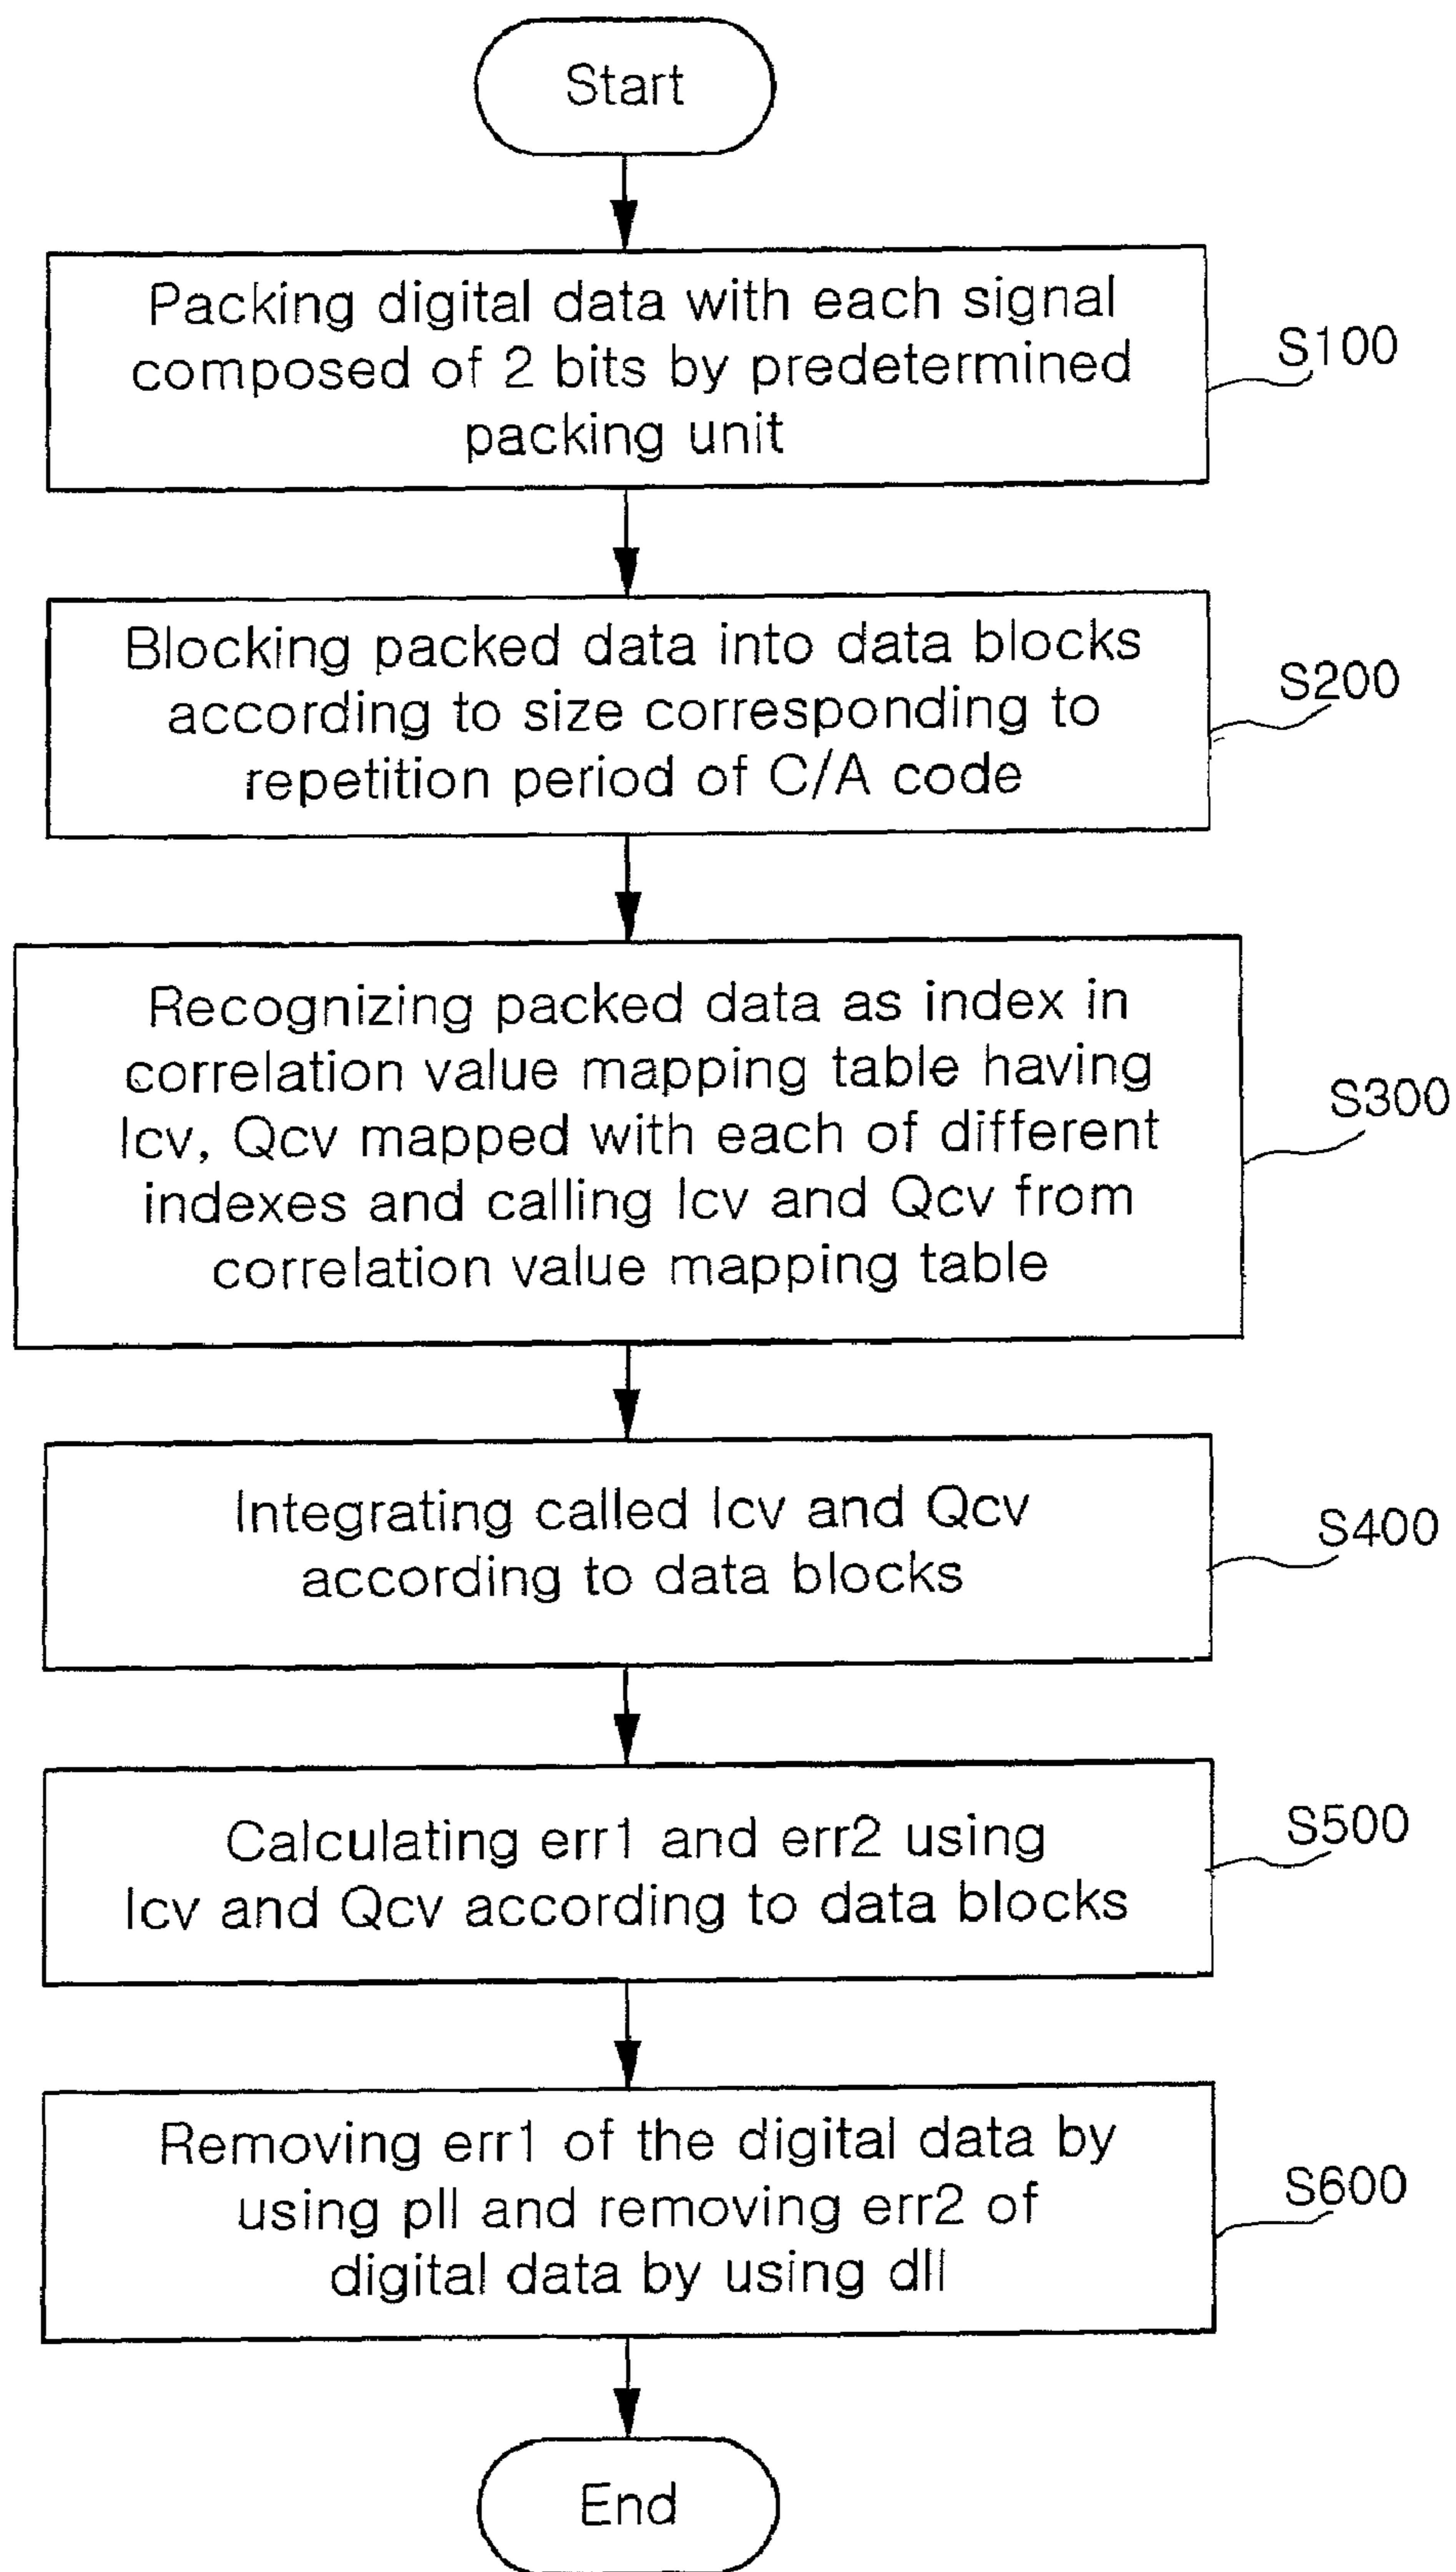 Start
Packing digital data with each signal
composed of 2 bits by predetermined
packing unit
S100
Blocking packed data into data blocks
according to size corresponding to
repetition period of C/A code
S200
Recognizing packed data as index in
correlation value mapping table having
Icv, Qcv mapped with each of different
indexes and calling Icv and Qcv from
correlation value mapping table
S300
Integrating called Icv and Qcv
according to data blocks
S400
Calculating err1 and err2 using
Icv and Qcv according to data blocks
S500
Removing err1 of the digital data by
using pll and removing err2 of
digital data by using dll
S600
End